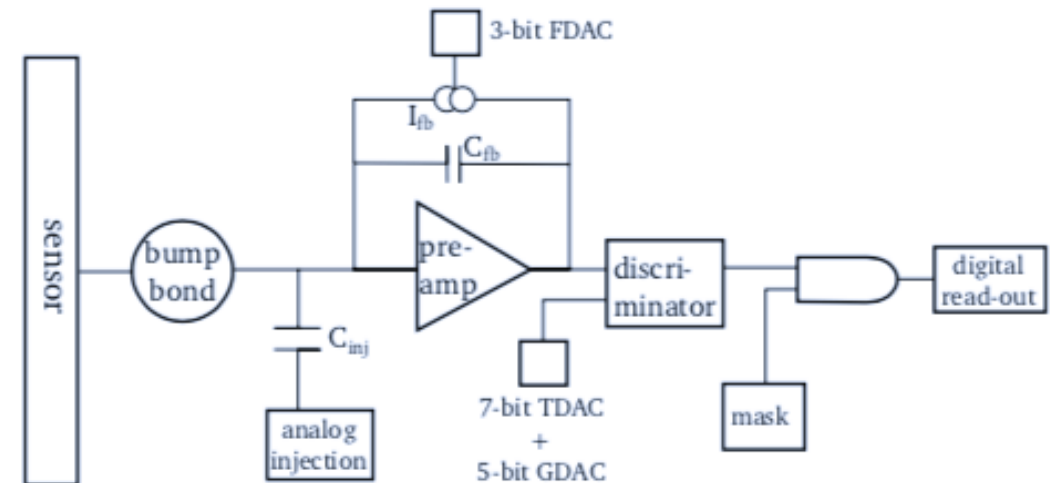 3-bit FDAC
I_fb
C_fb
sensor
bump
bond
pre-
amp
discri-
minator
digital
read-out
C_inj
analog
injection
7-bit TDAC
+
5-bit GDAC
mask